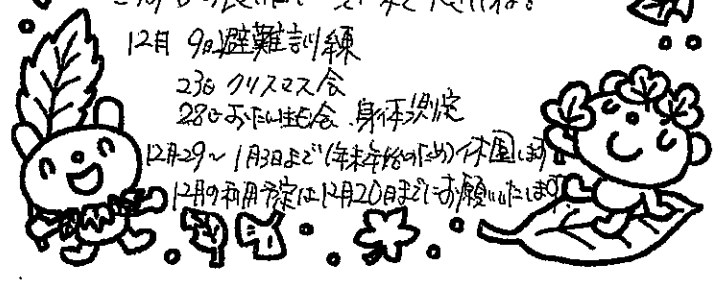 12月 9日 避難訓練
23日 クリスマス会
28日 おたん生会、身体測定
12月29〜1月3日まで(年末年始のため)休園します
12月の利用予定は12月20日までにお願いいたします